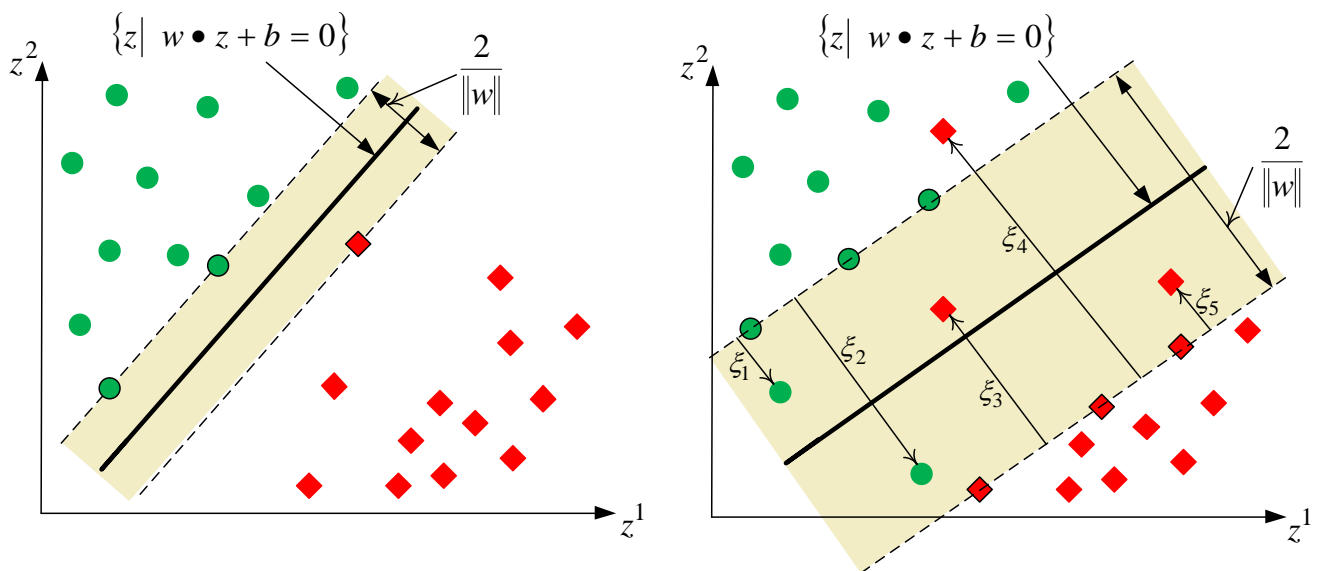 {z| w • z + b = 0}
2
‖w‖
z²
z¹
{z| w • z + b = 0}
z²
2
‖w‖
ξ₄
ξ₅
ξ₂
ξ₁
ξ₃
z¹